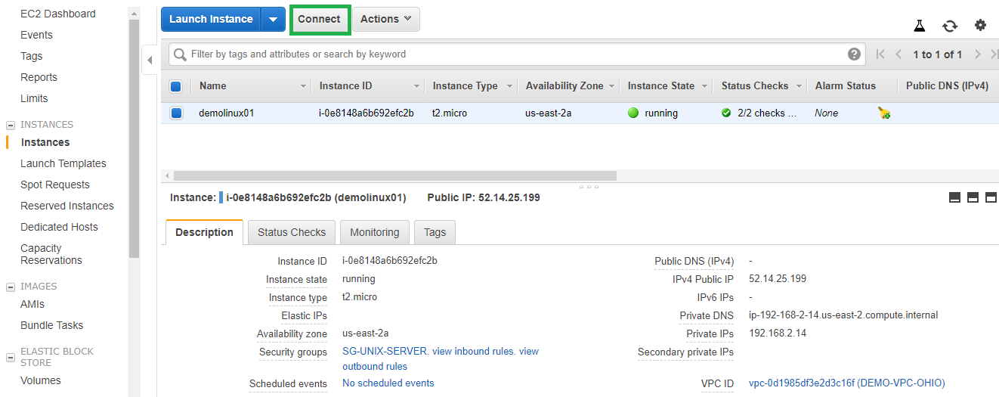 EC2 Dashboard
Events
Tags
Reports
Limits
INSTANCES
Instances
Launch Templates
Spot Requests
Reserved Instances
Dedicated Hosts
Capacity
Reservations
IMAGES
AMIs
Bundle Tasks
ELASTIC BLOCK
STORE
Volumes
Launch Instance Connect Actions
Filter by tags and attributes or search by keyword ? 1 to 1 of 1
Name Instance ID Instance Type Availability Zone Instance State Status Checks Alarm Status Public DNS (IPv4)
demolinux01 i-0e8148a6b692efc2b t2.micro us-east-2a running 2/2 checks ... None
Instance: i-0e8148a6b692efc2b (demolinux01) Public IP: 52.14.25.199
Description Status Checks Monitoring Tags
Instance ID i-0e8148a6b692efc2b Public DNS (IPv4) -
Instance state running IPv4 Public IP 52.14.25.199
Instance type t2.micro IPv6 IPs -
Elastic IPs Private DNS ip-192-168-2-14.us-east-2.compute.internal
Availability zone us-east-2a Private IPs 192.168.2.14
Security groups SG-UNIX-SERVER. view inbound rules. view Secondary private IPs
outbound rules
Scheduled events No scheduled events VPC ID vpc-0d1985df3e2d3c16f (DEMO-VPC-OHIO)